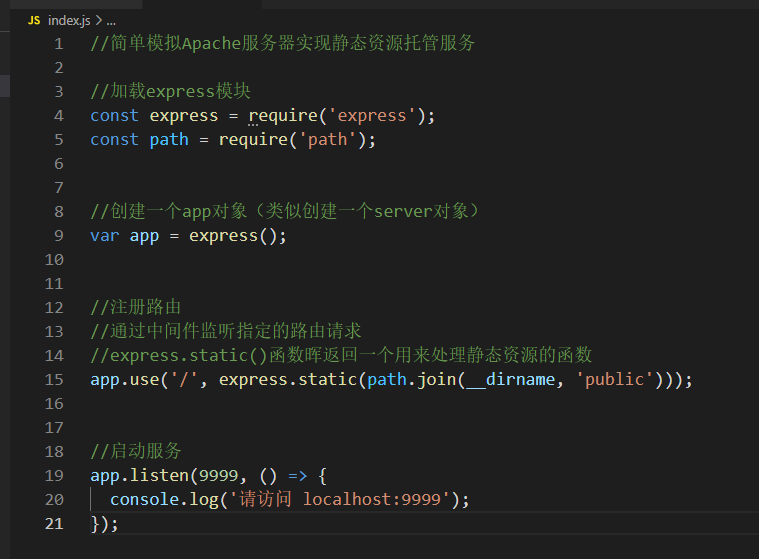 JS index.js > ...
1 //简单模拟Apache服务器实现静态资源托管服务
2
3 //加载express模块
4 const express = require('express');
5 const path = require('path');
6
7
8 //创建一个app对象（类似创建一个server对象）
9 var app = express();
10
11
12 //注册路由
13 //通过中间件监听指定的路由请求
14 //express.static()函数晖返回一个用来处理静态资源的函数
15 app.use('/', express.static(path.join(__dirname, 'public')));
16
17
18 //启动服务
19 app.listen(9999, () => {
20   console.log('请访问 localhost:9999');
21 });